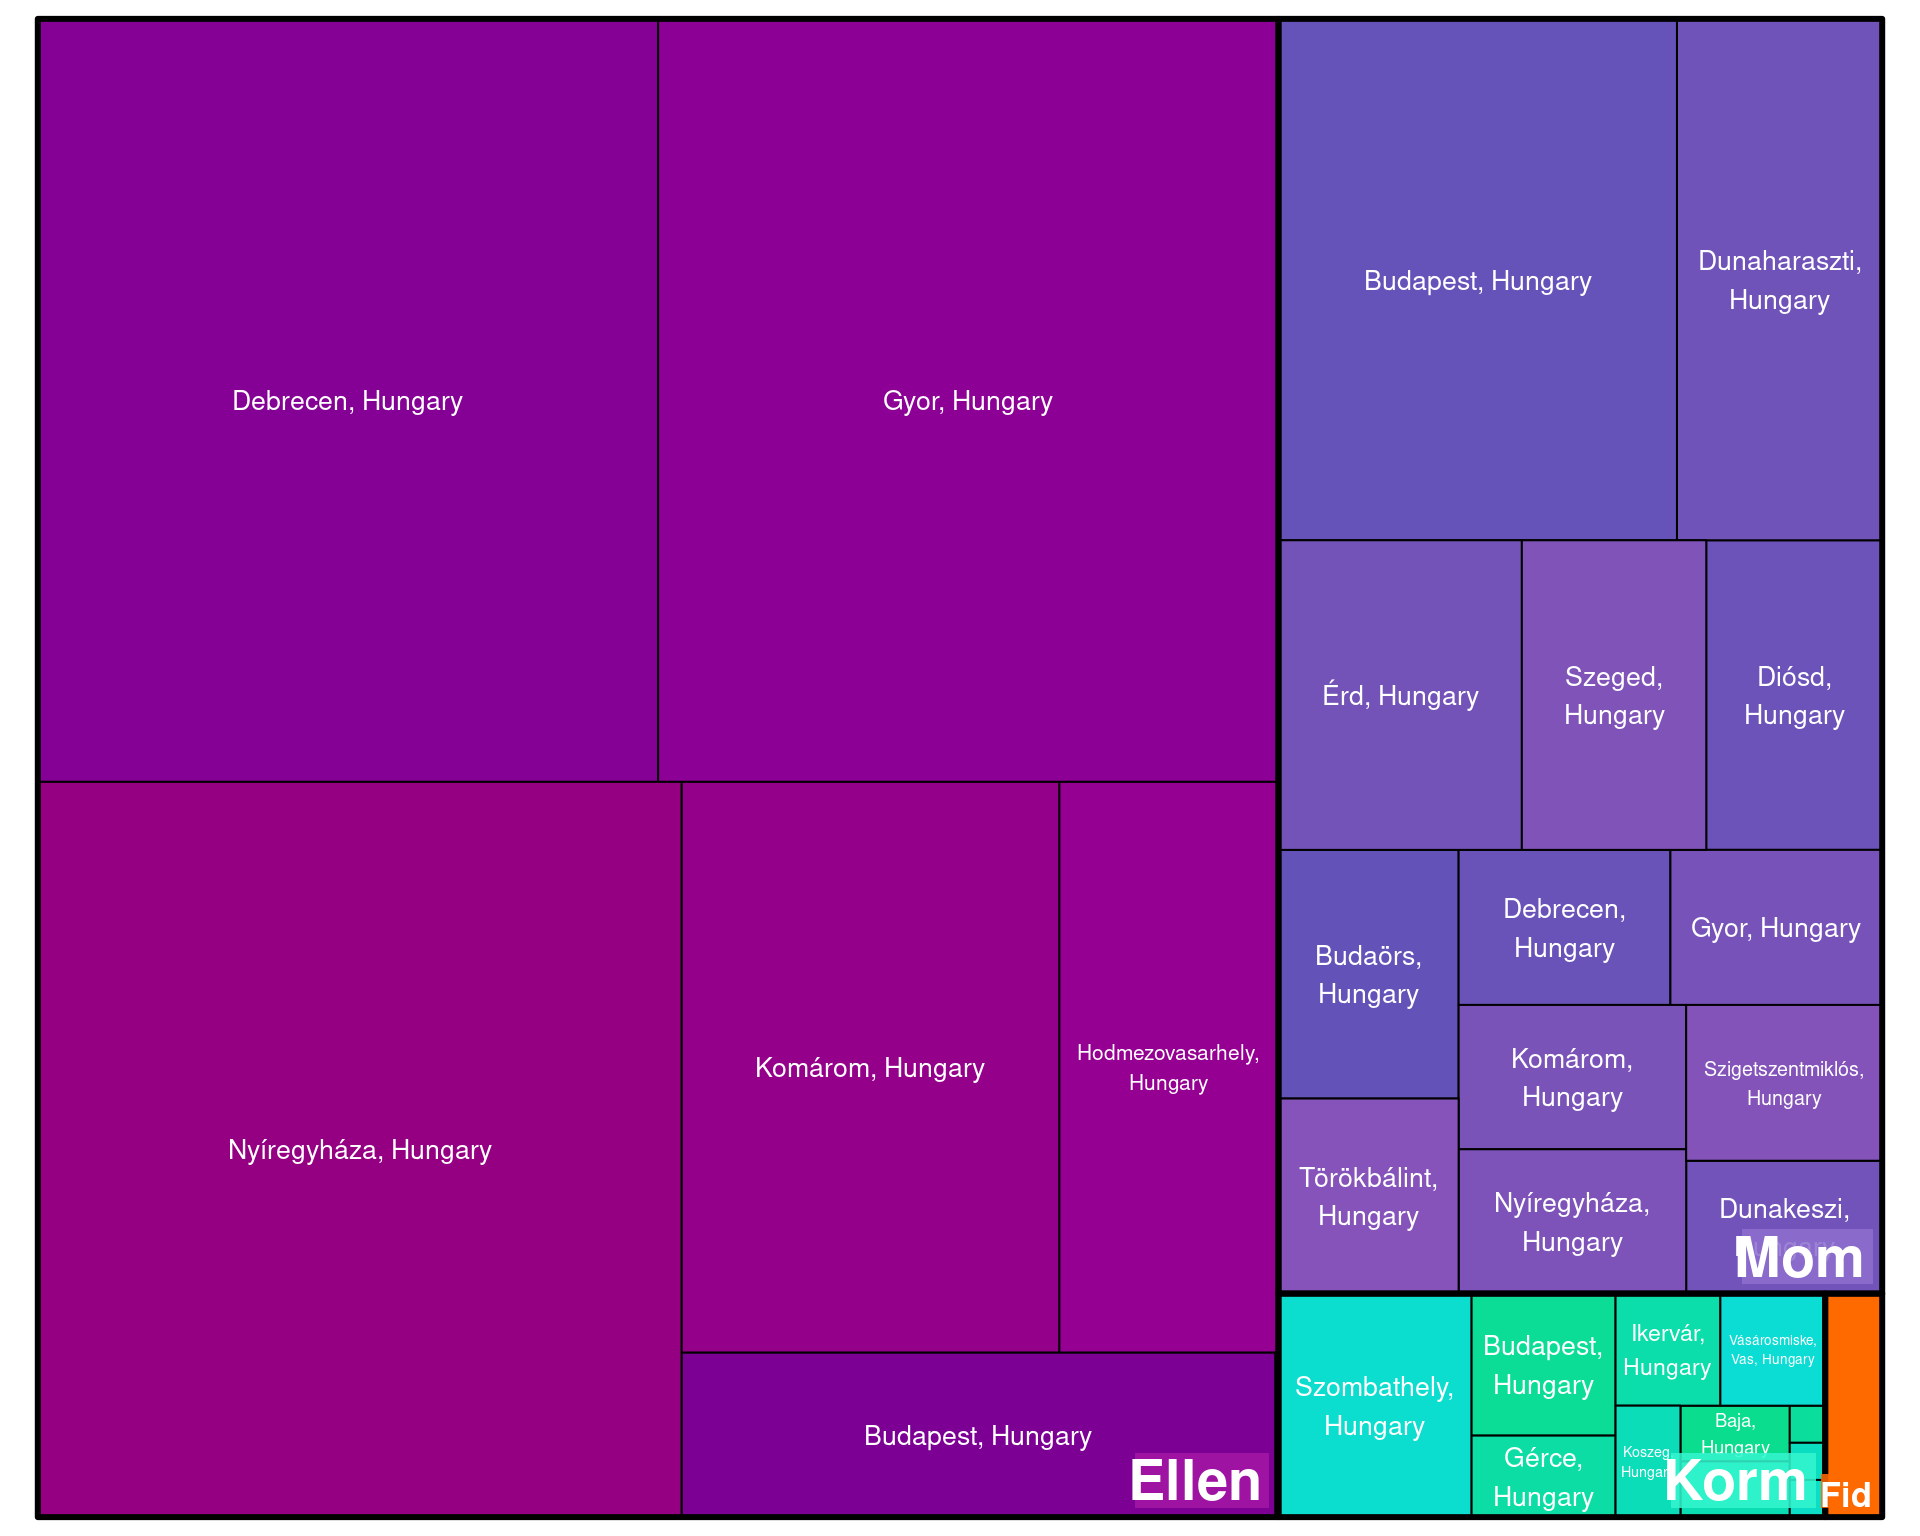 Debrecen, Hungary
Gyor, Hungary
Nyíregyháza, Hungary
Komárom, Hungary
Hodmezovasarhely,
Hungary
Budapest, Hungary
Ellen
Budapest, Hungary
Dunaharaszti,
Hungary
Érd, Hungary
Szeged,
Hungary
Diósd,
Hungary
Budaörs,
Hungary
Debrecen,
Hungary
Gyor, Hungary
Komárom,
Hungary
Szigetszentmiklós,
Hungary
Törökbálint,
Hungary
Nyíregyháza,
Hungary
Dunakeszi,
Mom
Szombathely,
Hungary
Budapest,
Hungary
Gérce,
Hungary
Ikervár,
Hungary
Vásárosmiske,
Vas, Hungary
Koszeg,
Hungary
Baja,
Hungary
Korm
Fid